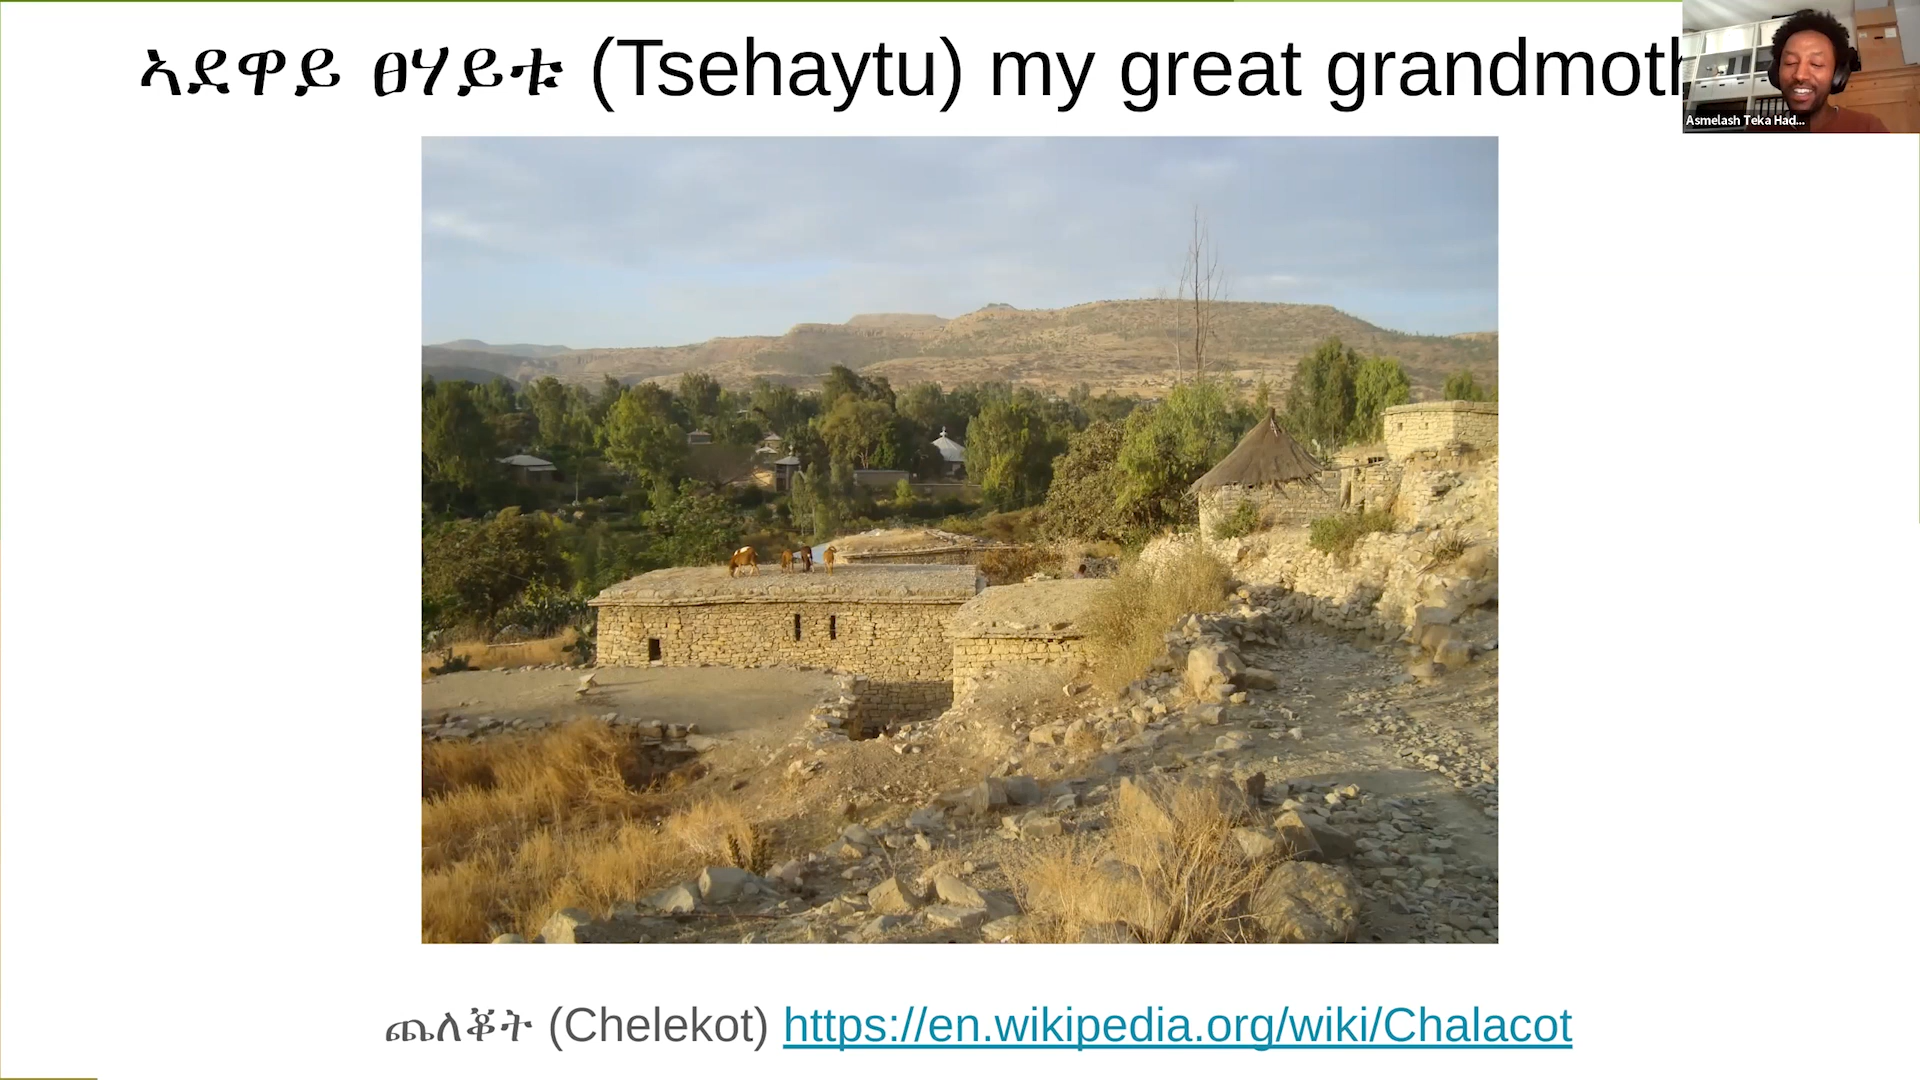 ኣደዋይ ፀሃይቱ (Tsehaytu) my great grandmoth
Asmelash Teka Had...
ጨለቖት (Chelekot) https://en.wikipedia.org/wiki/Chalacot